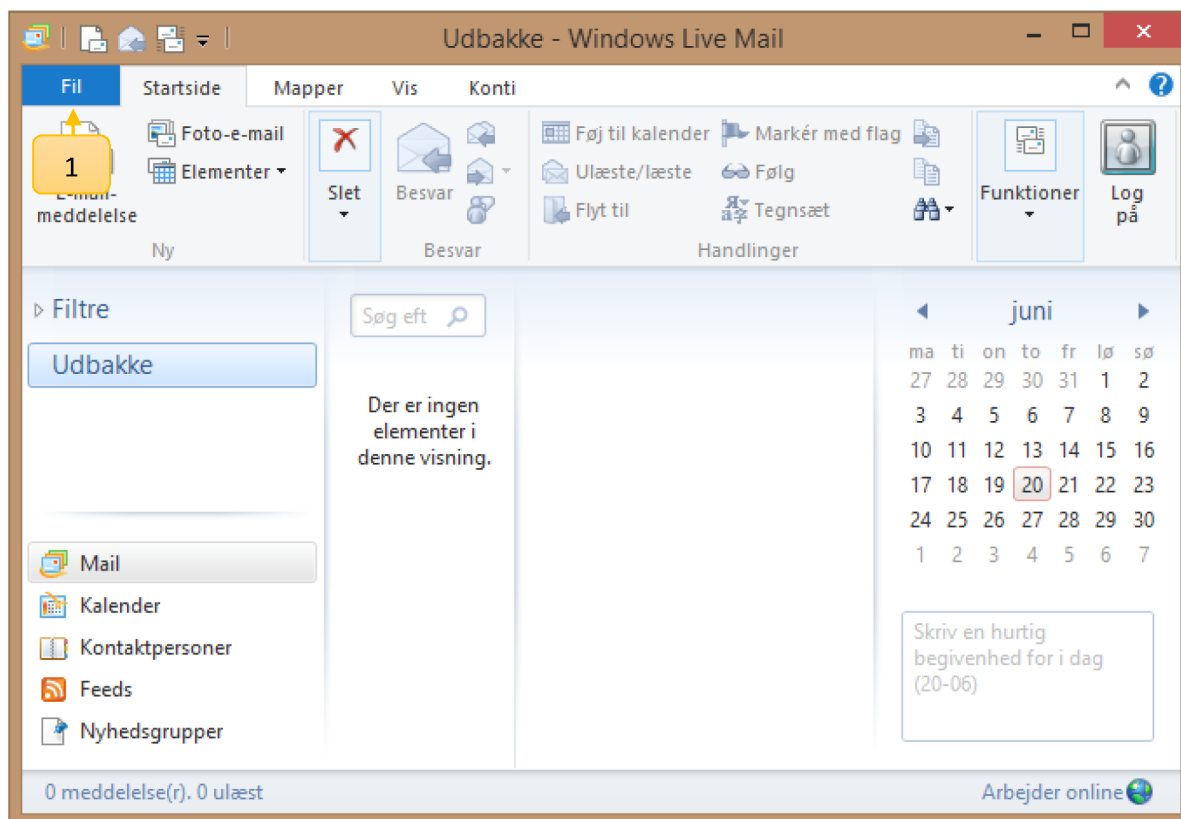 Udbakke - Windows Live Mail
Fil Startside Mapper Vis Konti
1
E-mail-
meddelelse
Foto-e-mail
Elementer
Ny
Slet
Besvar
Besvar
Føj til kalender
Ulæste/læste
Flyt til
Markér med flag
Følg
Tegnsæt
Handlinger
Funktioner
Log
på
Filtre
Udbakke
Mail
Kalender
Kontaktpersoner
Feeds
Nyhedsgrupper
Søg eft
Der er ingen
elementer i
denne visning.
juni
ma ti on to fr lø sø
27 28 29 30 31 1 2
3 4 5 6 7 8 9
10 11 12 13 14 15 16
17 18 19 20 21 22 23
24 25 26 27 28 29 30
1 2 3 4 5 6 7
Skriv en hurtig
begivenhed for i dag
(20-06)
0 meddelelse(r). 0 ulæst
Arbejder online